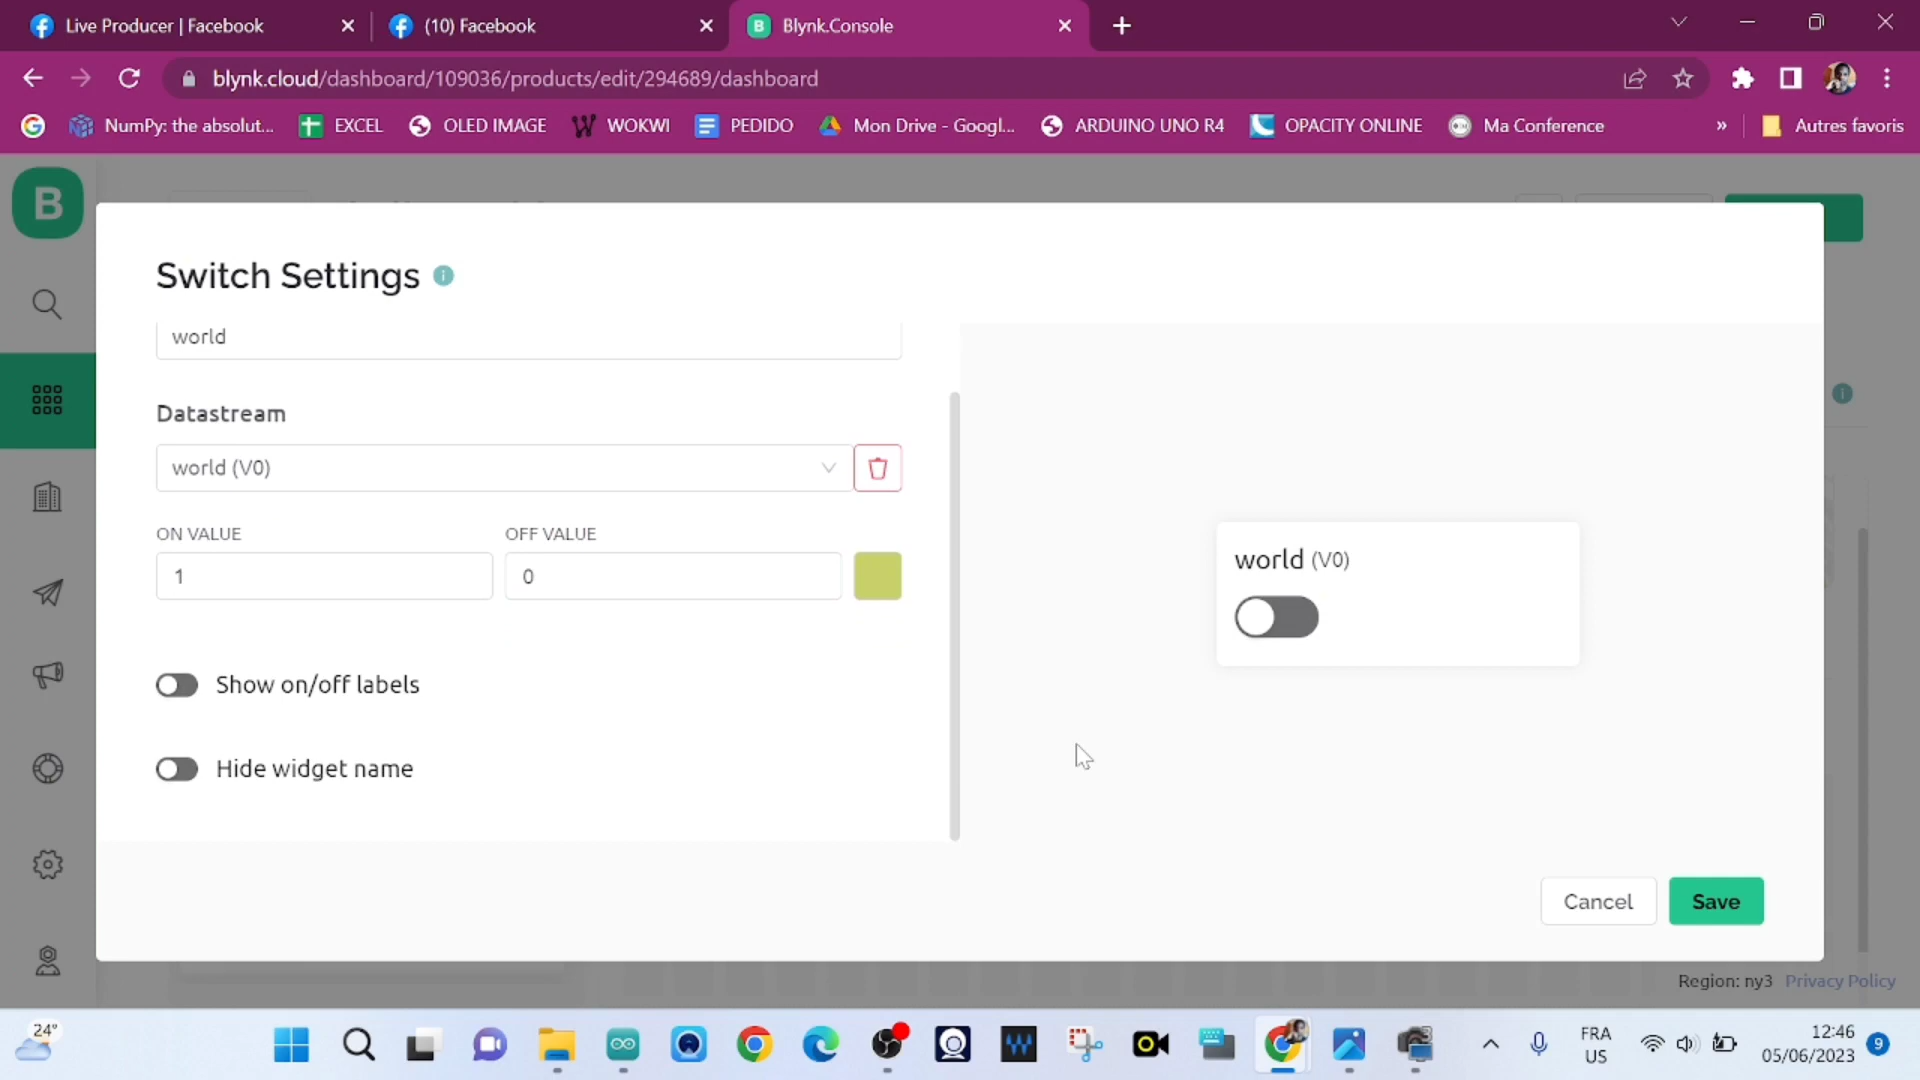 Live Producer | Facebook
(10) Facebook
Blynk.Console
blynk.cloud/dashboard/109036/products/edit/294689/dashboard
NumPy: the absolut...
EXCEL
OLED IMAGE
WOKWI
PEDIDO
Mon Drive - Googl...
ARDUINO UNO R4
OPACITY ONLINE
Ma Conference
»
Autres favoris
B
Switch Settings
world
Datastream
world (V0)
ON VALUE
OFF VALUE
1
0
world (V0)
Show on/off labels
Hide widget name
Cancel
Save
Region: ny3 Privacy Policy
24°
FRA
US
12:46
05/06/2023
9